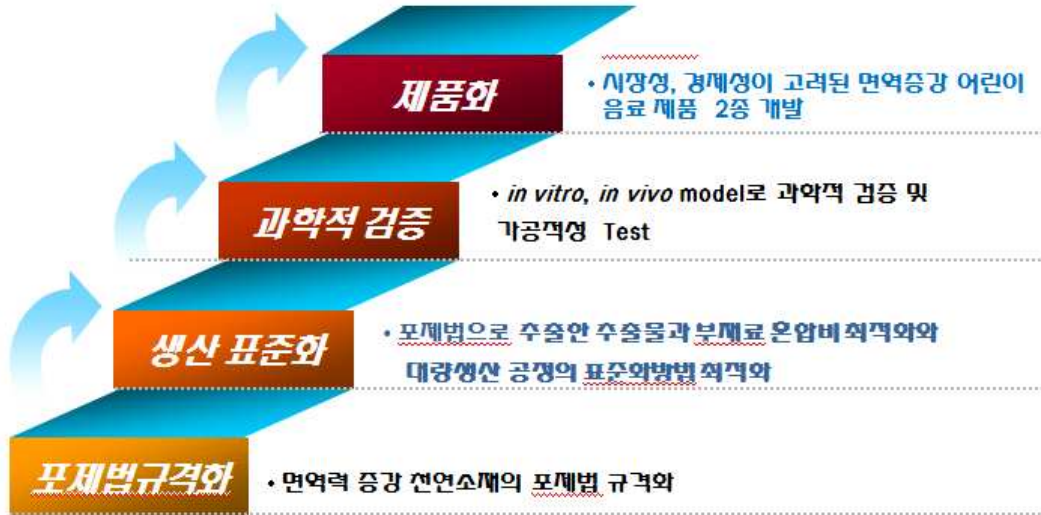 제품화
• 시장성, 경제성이 고려된 면역증강 어린이
음료 제품 2종 개발
과학적 검증
• in vitro, in vivo model로 과학적 검증 및
가공적성 Test
생산 표준화
• 포제법으로 추출한 추출물과 부재료 혼합비 최적화와
대량생산 공정의 표준화방법 최적화
포제법규격화
• 면역력 증강 천연소재의 포제법 규격화